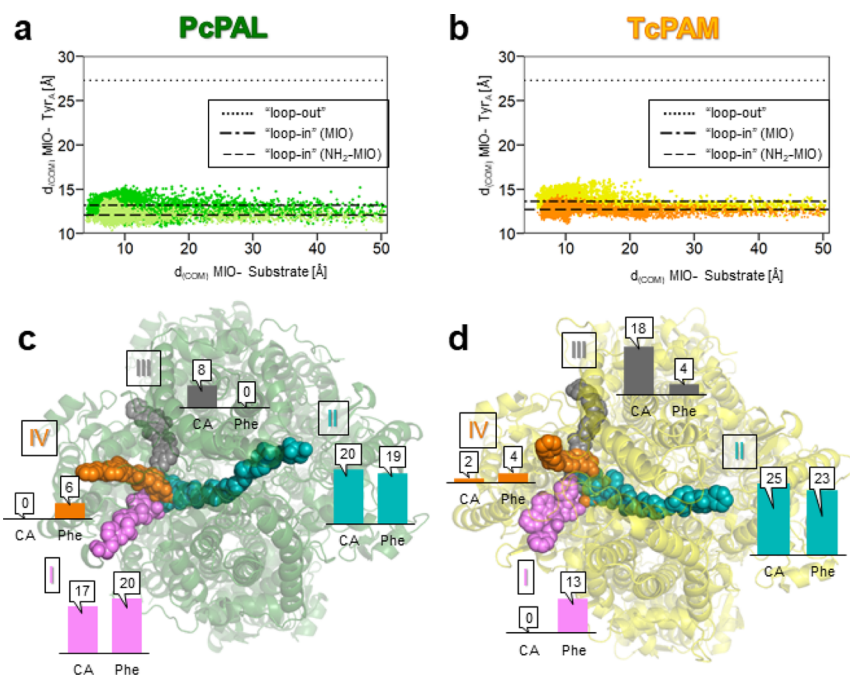 a
PcPAL
b
TcPAM
30
25
20
15
10
d(COM) MIO- TyrA [Å]
"loop-out"
"loop-in" (MIO)
"loop-in" (NH2-MIO)
10 20 30 40 50
d(COM) MIO- Substrate [Å]
30
25
20
15
10
d(COM) MIO- TyrA [Å]
"loop-out"
"loop-in" (MIO)
"loop-in" (NH2-MIO)
10 20 30 40 50
d(COM) MIO- Substrate [Å]
c
III
8
0
CA Phe
II
20
19
CA Phe
IV
0
6
CA Phe
I
17
20
CA Phe
d
III
18
4
CA Phe
IV
2
4
CA Phe
II
25
23
CA Phe
I
0
13
CA Phe